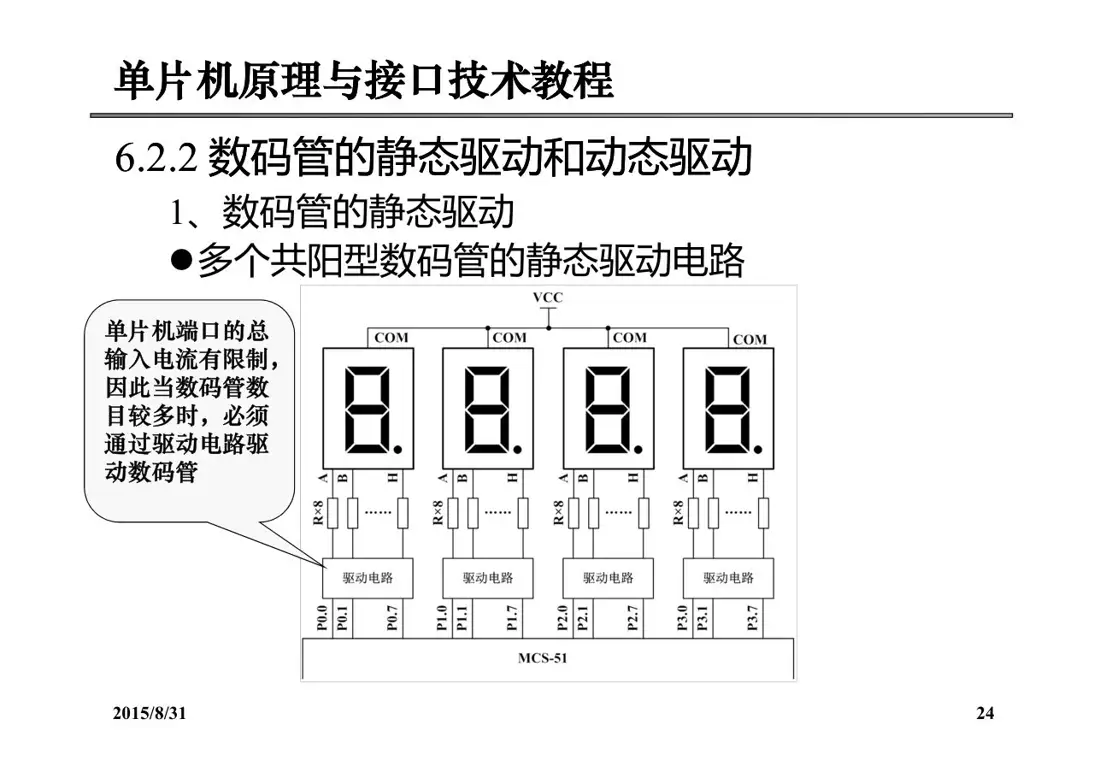 单片机原理与接口技术教程
6.2.2 数码管的静态驱动和动态驱动
1、数码管的静态驱动
●多个共阳型数码管的静态驱动电路
单片机端口的总
输入电流有限制，
因此当数码管数
目较多时，必须
通过驱动电路驱
动数码管
VCC
COM COM COM COM
A B H A B H A B H A B H
R×8 …… R×8 …… R×8 …… R×8 ……
驱动电路 驱动电路 驱动电路 驱动电路
P0.0 P0.1 P0.7 P1.0 P1.1 P1.7 P2.0 P2.1 P2.7 P3.0 P3.1 P3.7
MCS-51
2015/8/31 24